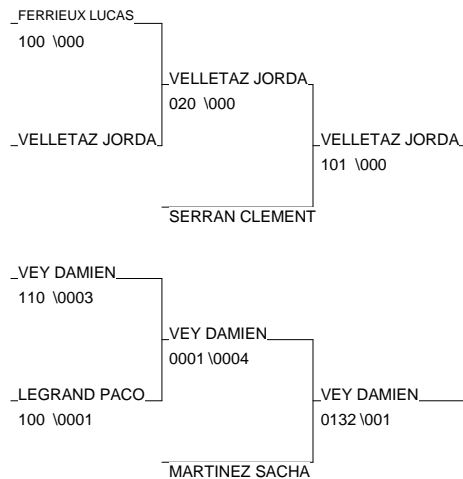 FERRIEUX LUCAS
100 \000
VELLETAZ JORDA
020 \000
VELLETAZ JORDA
VELLETAZ JORDA
101 \000
SERRAN CLEMENT
VEY DAMIEN
110 \0003
VEY DAMIEN
0001 \0004
LEGRAND PACO
100 \0001
VEY DAMIEN
0132 \001
MARTINEZ SACHA